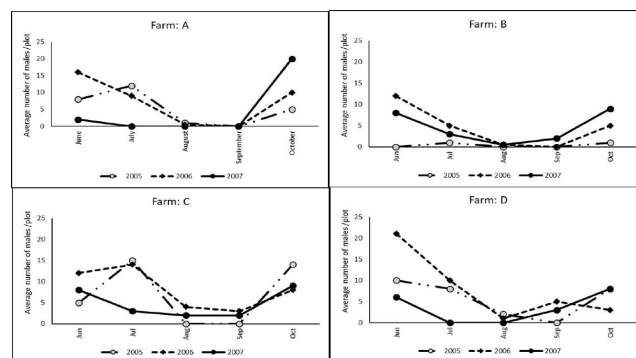 Farm: A
Average number of males/plot
25
20
15
10
5
0
June
July
August
September
October
2005
2006
2007
Farm: B
Average number of males /plot
25
20
15
10
5
0
Jun
Jul
Aug
Sep
Oct
2005
2006
2007
Farm: C
Average number of males /plot
25
20
15
10
5
0
Jun
Jul
Aug
Sep
Oct
2005
2006
2007
Farm: D
Average number of males /plot
25
20
15
10
5
0
Jun
Jul
Aug
Sep
Oct
2005
2006
2007